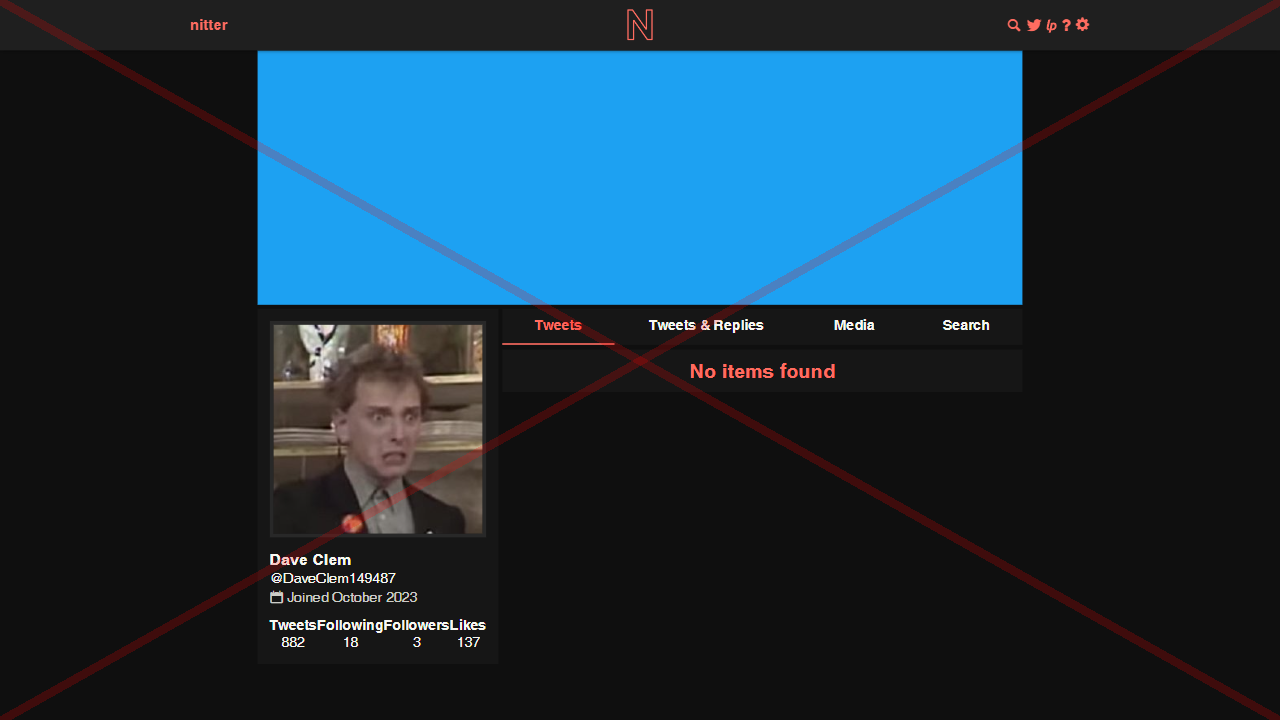 nitter
N
lp ?
Tweets Tweets & Replies Media Search
No items found
Dave Clem
@DaveClem149487
Joined October 2023
Tweets Following Followers Likes
882 18 3 137